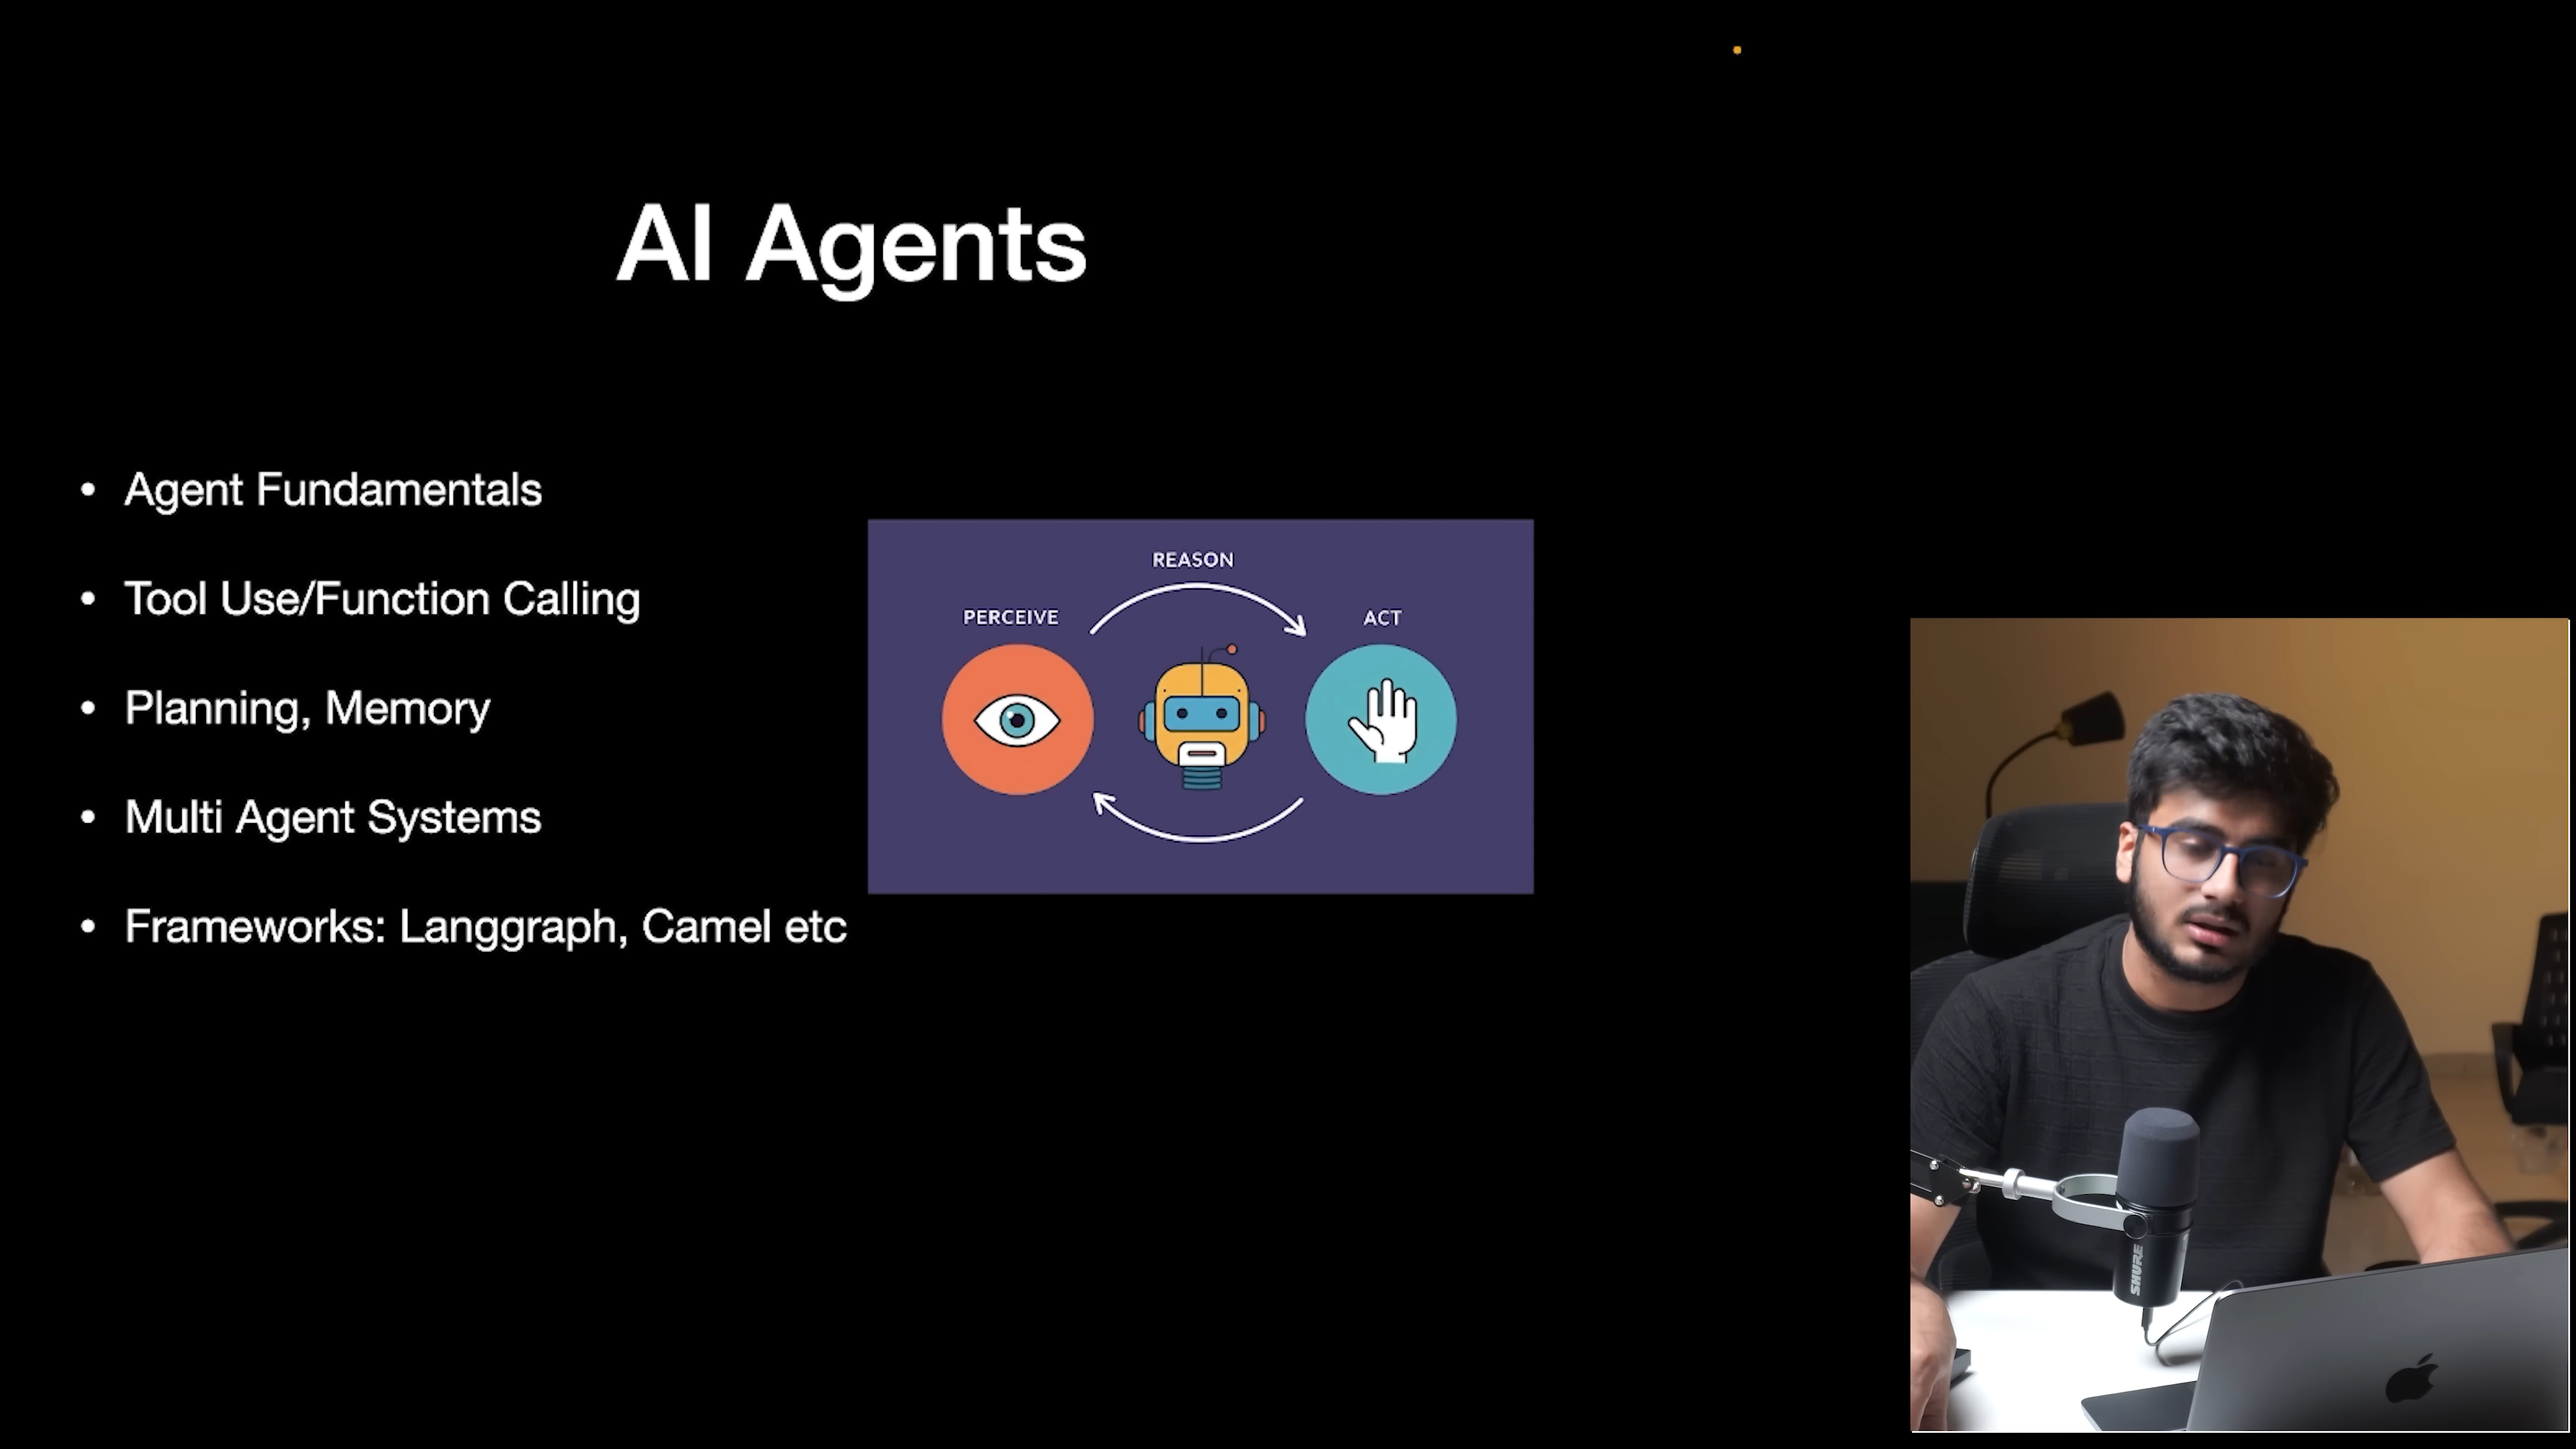 AI Agents
• Agent Fundamentals
• Tool Use/Function Calling
• Planning, Memory
• Multi Agent Systems
• Frameworks: Langgraph, Camel etc
REASON
PERCEIVE
ACT
SHURE